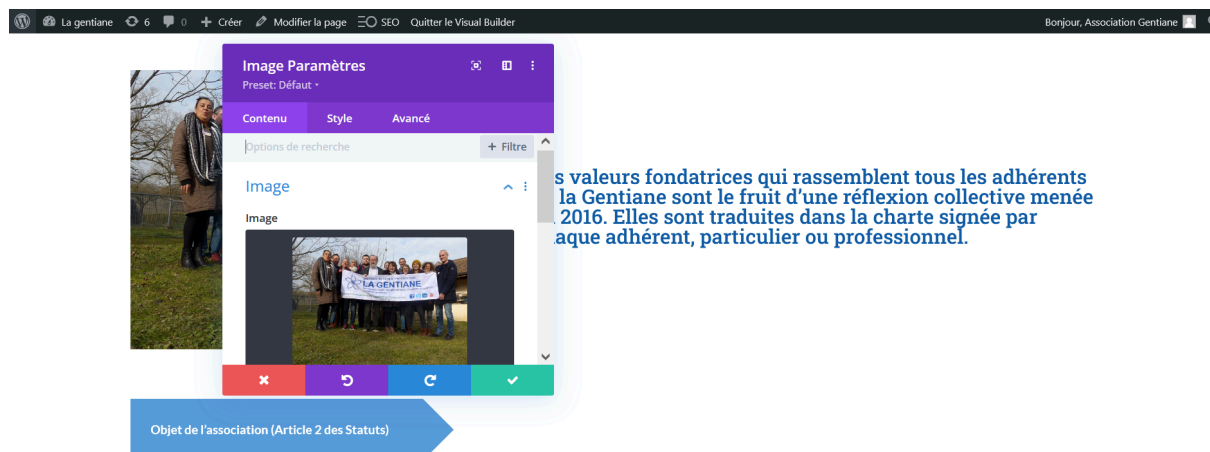 La gentiane 6 0 + Créer Modifier la page SEO Quitter le Visual Builder Bonjour, Association Gentiane
Image Paramètres
Preset: Défaut
Contenu Style Avancé
Options de recherche + Filtre
Image
Image
LA GENTIANE
s valeurs fondatrices qui rassemblent tous les adhérents
la Gentiane sont le fruit d’une réflexion collective menée
2016. Elles sont traduites dans la charte signée par
aque adhérent, particulier ou professionnel.
Objet de l’association (Article 2 des Statuts)